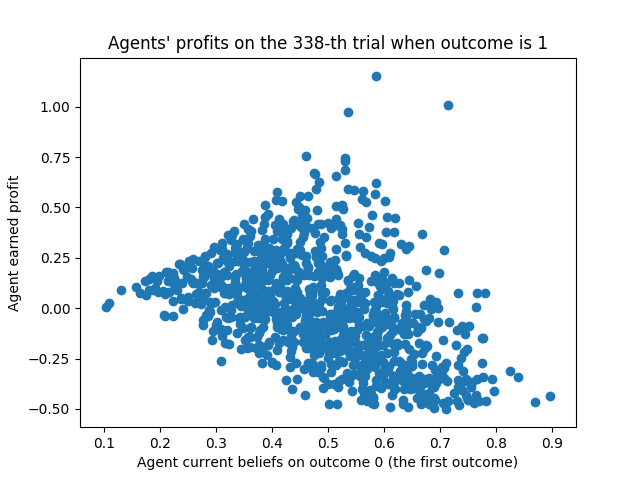 Agents' profits on the 338-th trial when outcome is 1
Agent earned profit
1.00
0.75
0.50
0.25
0.00
−0.25
−0.50
0.1 0.2 0.3 0.4 0.5 0.6 0.7 0.8 0.9
Agent current beliefs on outcome 0 (the first outcome)